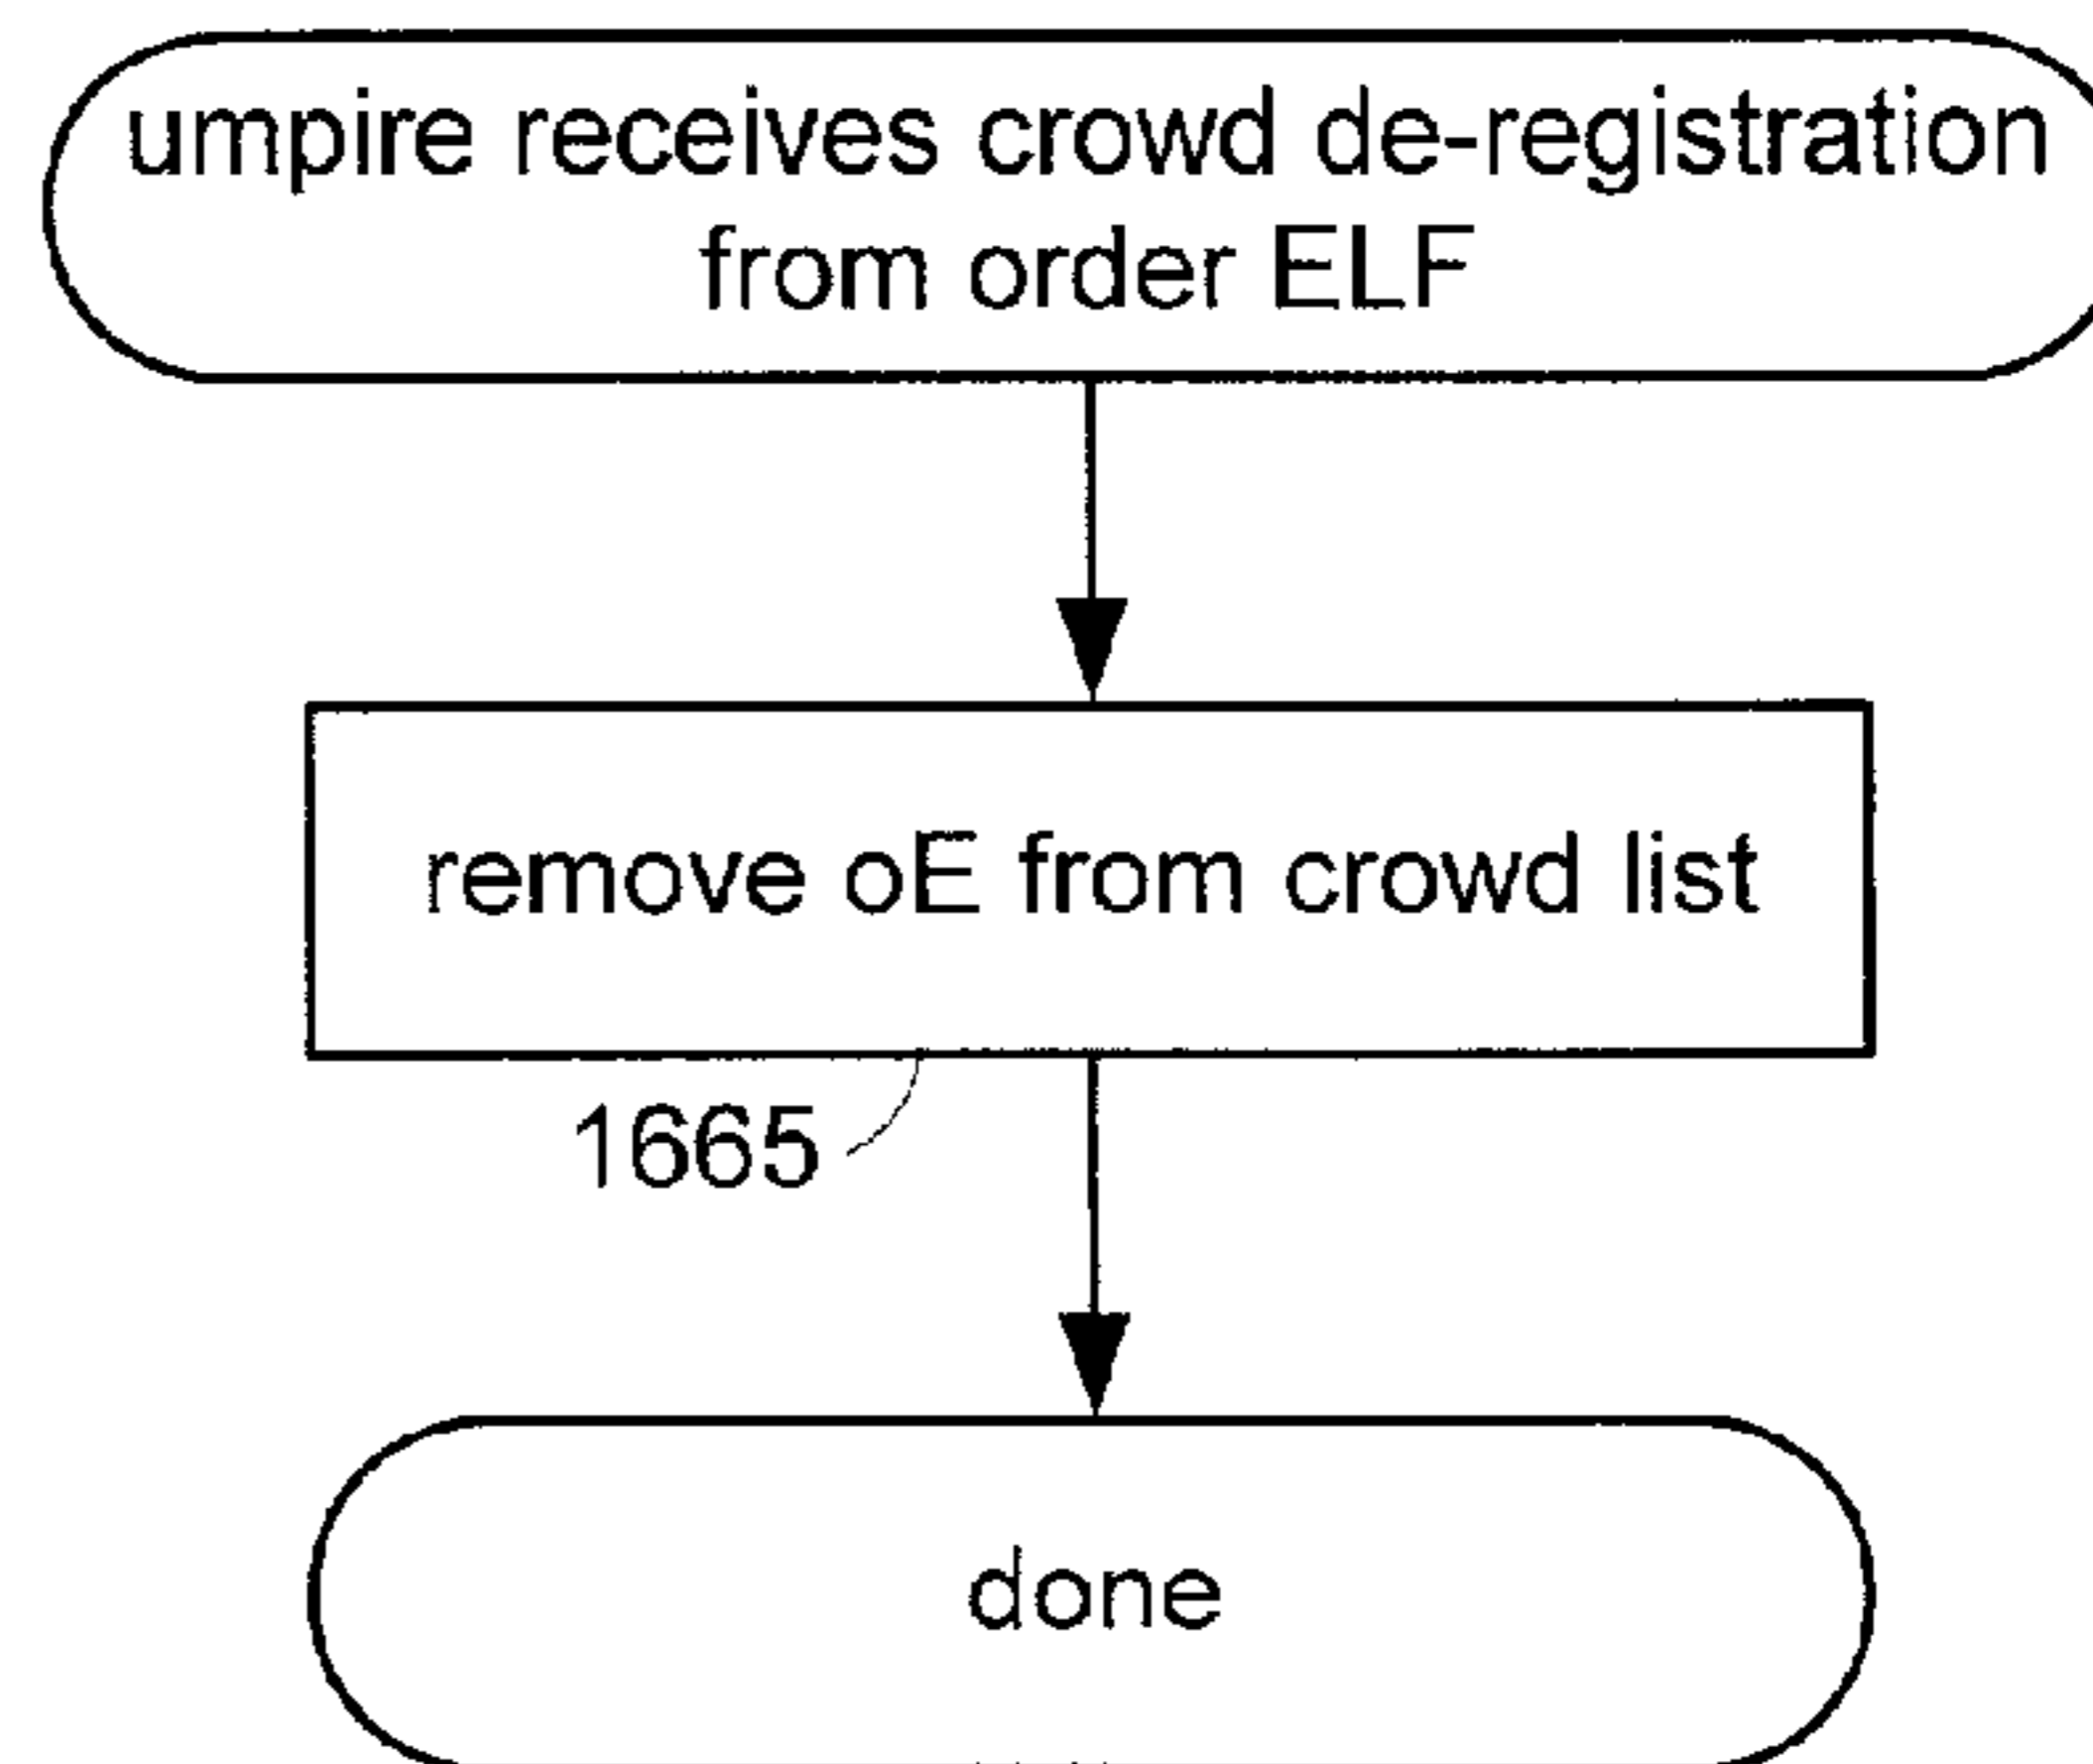 umpire receives crowd de-registration
from order ELF
remove oE from crowd list
1665
done